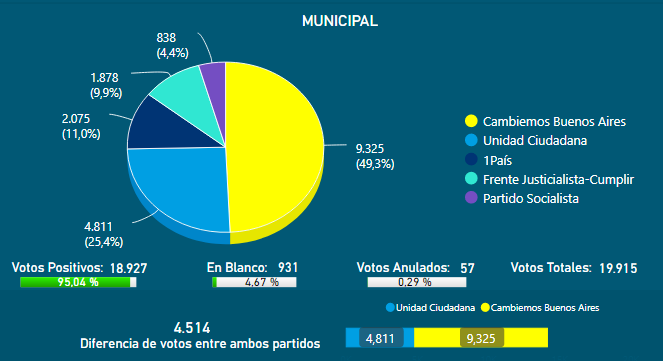 MUNICIPAL
838
(4,4%)
1.878
(9,9%)
2.075
(11,0%)
9.325
(49,3%)
4.811
(25,4%)
Cambiemos Buenos Aires
Unidad Ciudadana
1País
Frente Justicialista-Cumplir
Partido Socialista
Votos Positivos: 18.927
95,04 %
En Blanco: 931
4,67 %
Votos Anulados: 57
0,29 %
Votos Totales: 19.915
Unidad Ciudadana Cambiemos Buenos Aires
4.514
Diferencia de votos entre ambos partidos
4,811 9,325